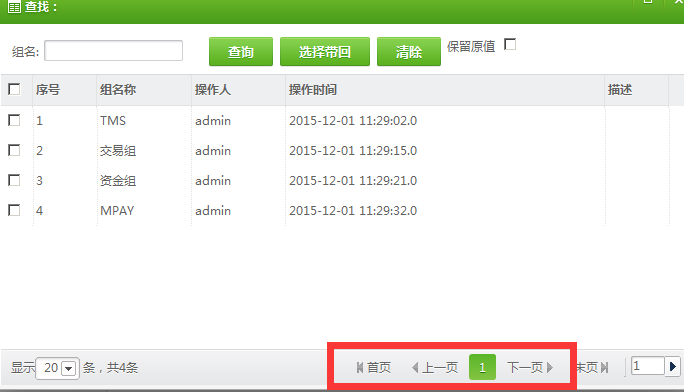 查找：
组名: 查询 选择带回 清除 保留原值
序号 组名称 操作人 操作时间 描述
1 TMS admin 2015-12-01 11:29:02.0
2 交易组 admin 2015-12-01 11:29:15.0
3 资金组 admin 2015-12-01 11:29:21.0
4 MPAY admin 2015-12-01 11:29:32.0
显示 20 条，共4条 首页 上一页 1 下一页 末页 1